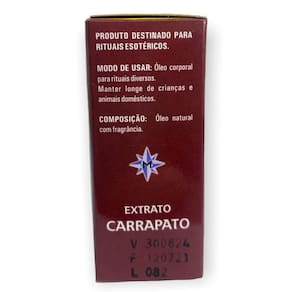 PRODUTO DESTINADO PARA
RITUAIS ESOTÉRICOS.
MODO DE USAR: Óleo corporal
para rituais diversos.
Manter longe de crianças e
animais domésticos.
COMPOSIÇÃO: Óleo natural
com fragrância.
M
EXTRATO
CARRAPATO
V 300824
F 120721
L 082